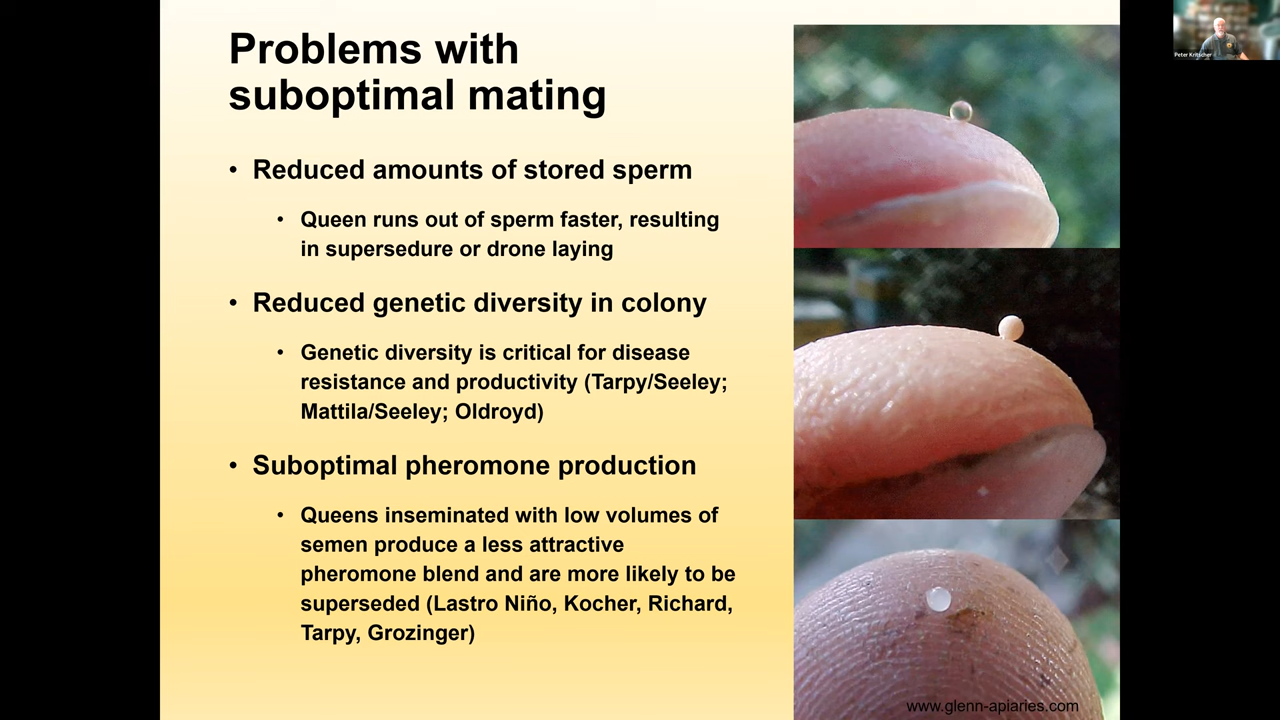 Problems with
suboptimal mating
• Reduced amounts of stored sperm
• Queen runs out of sperm faster, resulting
in supersedure or drone laying
• Reduced genetic diversity in colony
• Genetic diversity is critical for disease
resistance and productivity (Tarpy/Seeley;
Mattila/Seeley; Oldroyd)
• Suboptimal pheromone production
• Queens inseminated with low volumes of
semen produce a less attractive
pheromone blend and are more likely to be
superseded (Lastro Niño, Kocher, Richard,
Tarpy, Grozinger)
www.glenn-apiaries.com
Peter Kritscher